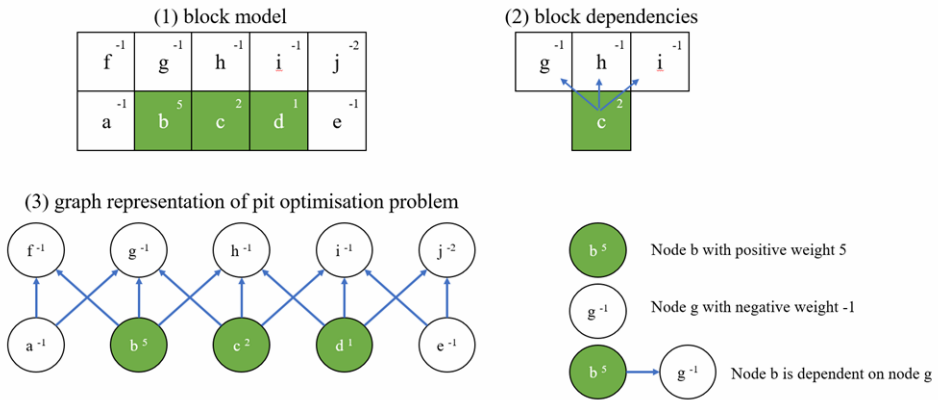 (1) block model
(2) block dependencies
f -1 g -1 h -1 i -1 j -2
a -1 b 5 c 2 d 1 e -1
g -1 h -1 i -1
c 2
(3) graph representation of pit optimisation problem
f -1 g -1 h -1 i -1 j -2
a -1 b 5 c 2 d 1 e -1
b 5 Node b with positive weight 5
g -1 Node g with negative weight -1
b 5 g -1 Node b is dependent on node g